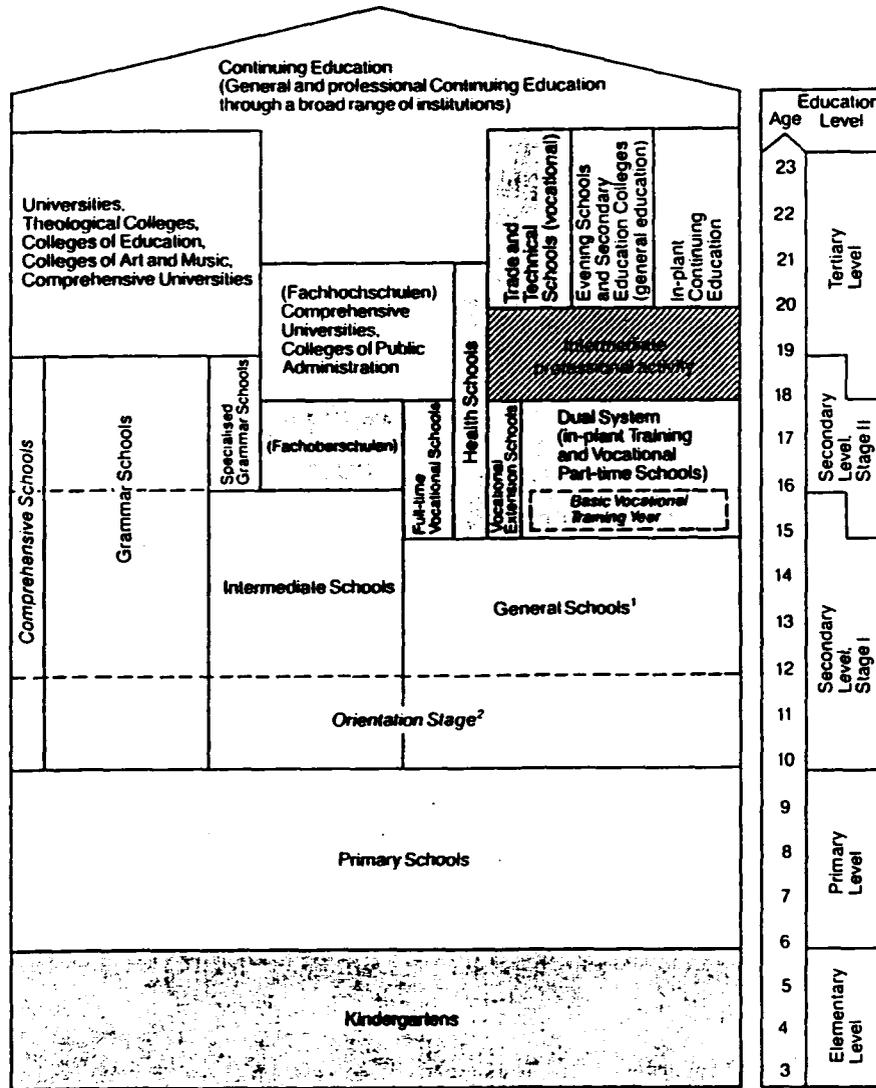 Continuing Education
(General and professional Continuing Education
through a broad range of institutions)
Universities,
Theological Colleges,
Colleges of Education,
Colleges of Art and Music,
Comprehensive Universities
(Fachhochschulen)
Comprehensive
Universities,
Colleges of Public
Administration
Trade and
Technical
Schools (vocational)
Evening Schools
and Secondary
Education Colleges
(general education)
In-plant
Continuing
Education
Intermediate
professional activity
Comprehensive Schools
Grammar Schools
Specialised
Grammar Schools
(Fachoberschulen)
Full-time
Vocational Schools
Health Schools
Vocational
Extension Schools
Dual System
(in-plant Training
and Vocational
Part-time Schools)
Basic Vocational
Training Year
Intermediate Schools
General Schools¹
Orientation Stage²
Primary Schools
Kindergartens
Age
Education
Level
23
22
21
20
19
18
17
16
15
14
13
12
11
10
9
8
7
6
5
4
3
Tertiary
Level
Secondary
Level,
Stage II
Secondary
Level,
Stage I
Primary
Level
Elementary
Level